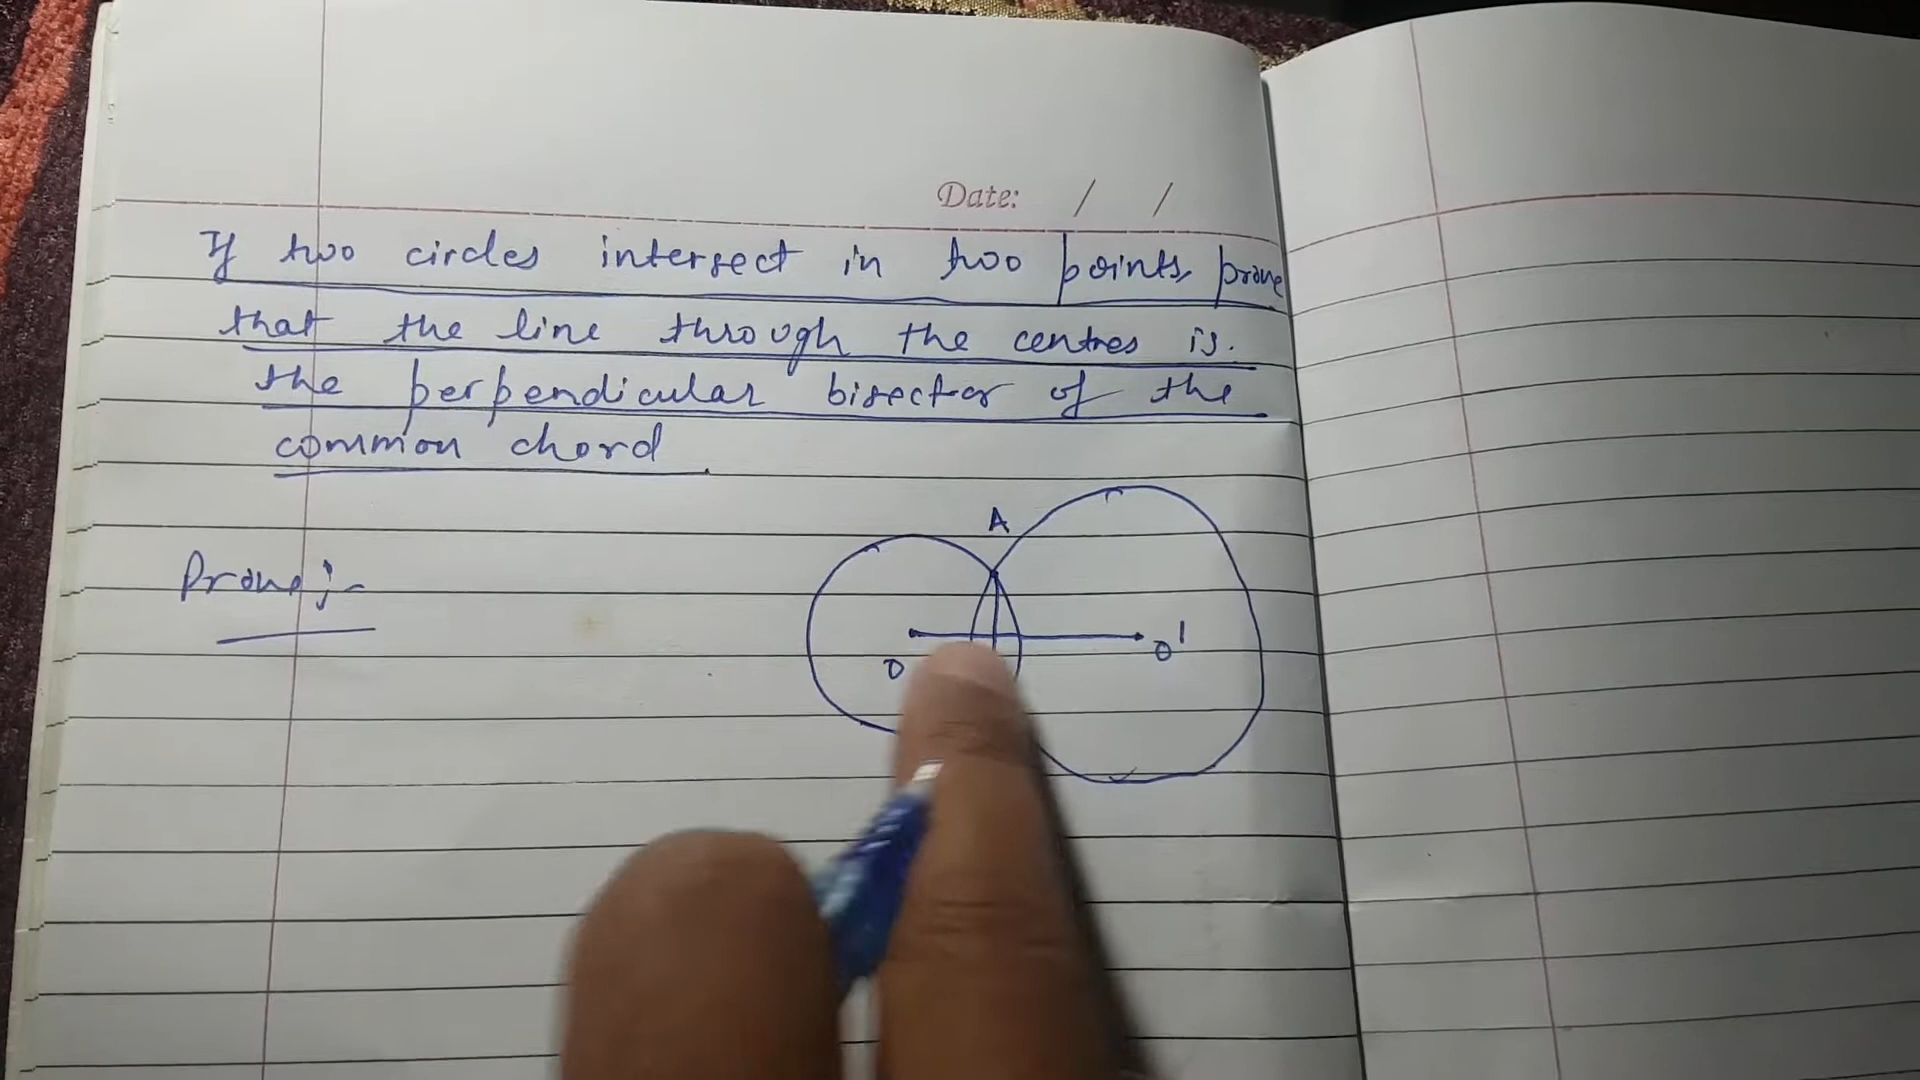 Date: / /
If two circles intersect in two points, prove
that the line through the centres is.
the perpendicular bisector of the
common chord.
Prove :-
A
O
O'